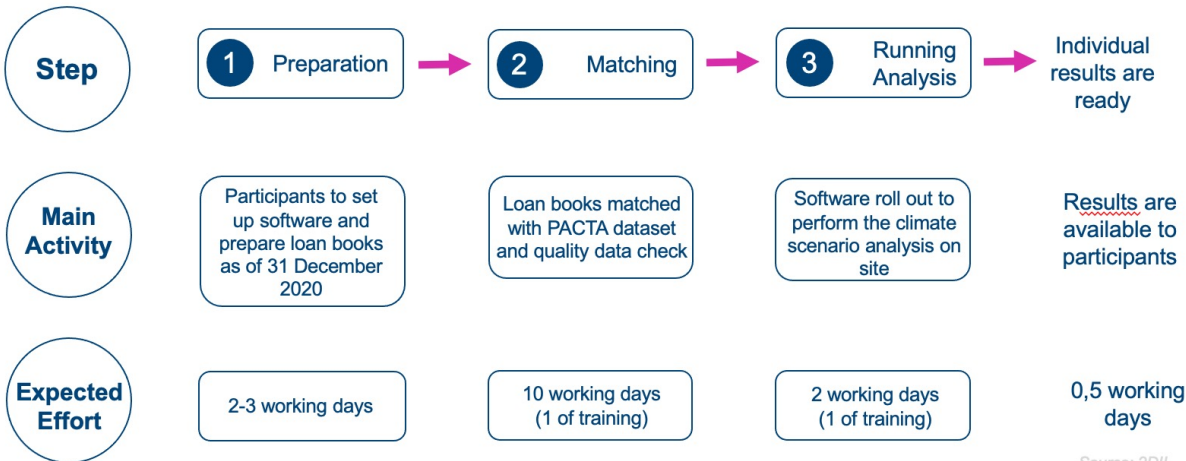 Step
1
Preparation
2
Matching
3
Running
Analysis
Individual
results are
ready
Main
Activity
Participants to set
up software and
prepare loan books
as of 31 December
2020
Loan books matched
with PACTA dataset
and quality data check
Software roll out to
perform the climate
scenario analysis on
site
Results are
available to
participants
Expected
Effort
2-3 working days
10 working days
(1 of training)
2 working days
(1 of training)
0,5 working
days